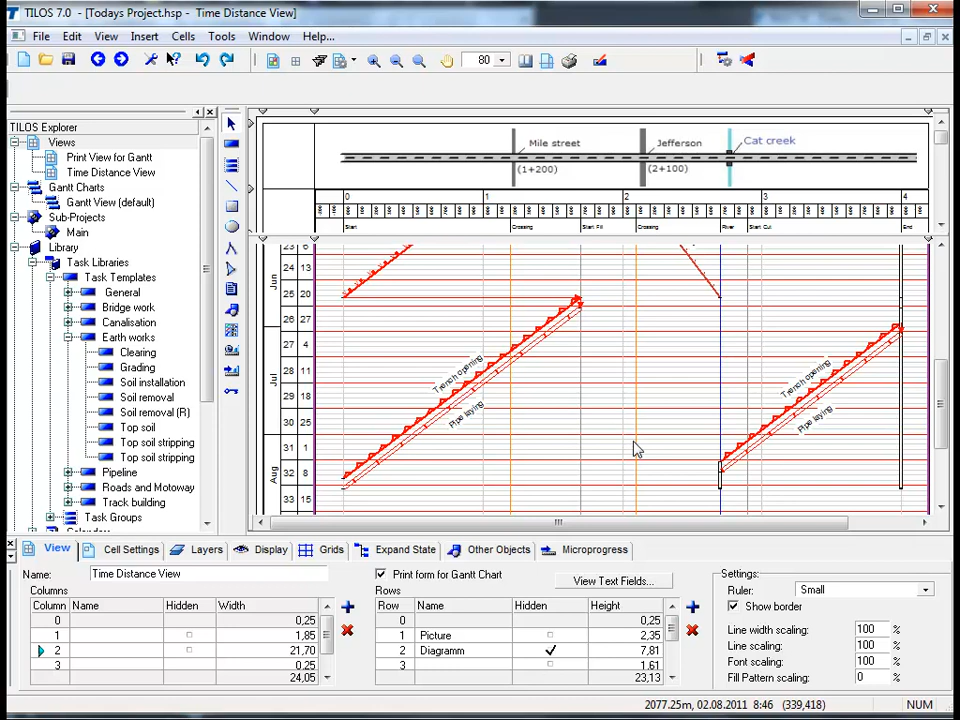 TILOS 7.0 - [Todays Project.hsp - Time Distance View]
File Edit View Insert Cells Tools Window Help...
80
TILOS Explorer
Views
Print View for Gantt
Time Distance View
Gantt Charts
Gantt View (default)
Sub-Projects
Main
Library
Task Libraries
Task Templates
General
Bridge work
Canalisation
Earth works
Clearing
Grading
Soil installation
Soil removal
Soil removal (R)
Top soil
Top soil stripping
Top soil stripping
Pipeline
Roads and Motoway
Track building
Task Groups
Mile street
(1+200)
Jefferson
(2+100)
Cat creek
0 1 2 3 4
Start Crossing Start Fill Crossing River Start Cut End
Jun
23 6
24 13
25 20
26 27
Jul
27 4
28 11
29 18
30 25
Aug
31 1
32 8
33 15
Trench opening
Pipe laying
Trench opening
Pipe laying
View Cell Settings Layers Display Grids Expand State Other Objects Microprogress
Name: Time Distance View
Columns
Column Name Hidden Width
0 0,25
1 1,85
2 21,70
3 0,25
24,05
Print form for Gantt Chart
View Text Fields...
Rows
Row Name Hidden Height
0 0,25
1 Picture 2,35
2 Diagramm 7,81
3 1,61
23,13
Settings:
Ruler: Small
Show border
Line width scaling: 100 %
Line scaling: 100 %
Font scaling: 100 %
Fill Pattern scaling: 0 %
2077.25m, 02.08.2011 8:46 (339,418) NUM